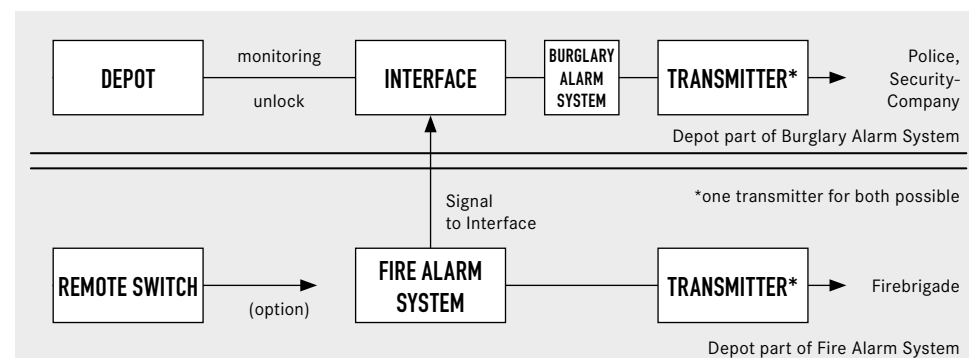 DEPOT
monitoring
unlock
INTERFACE
BURGLARY
ALARM
SYSTEM
TRANSMITTER*
Police,
Security-
Company
Depot part of Burglary Alarm System
*one transmitter for both possible
Signal
to Interface
REMOTE SWITCH
(option)
FIRE ALARM
SYSTEM
TRANSMITTER*
Firebrigade
Depot part of Fire Alarm System